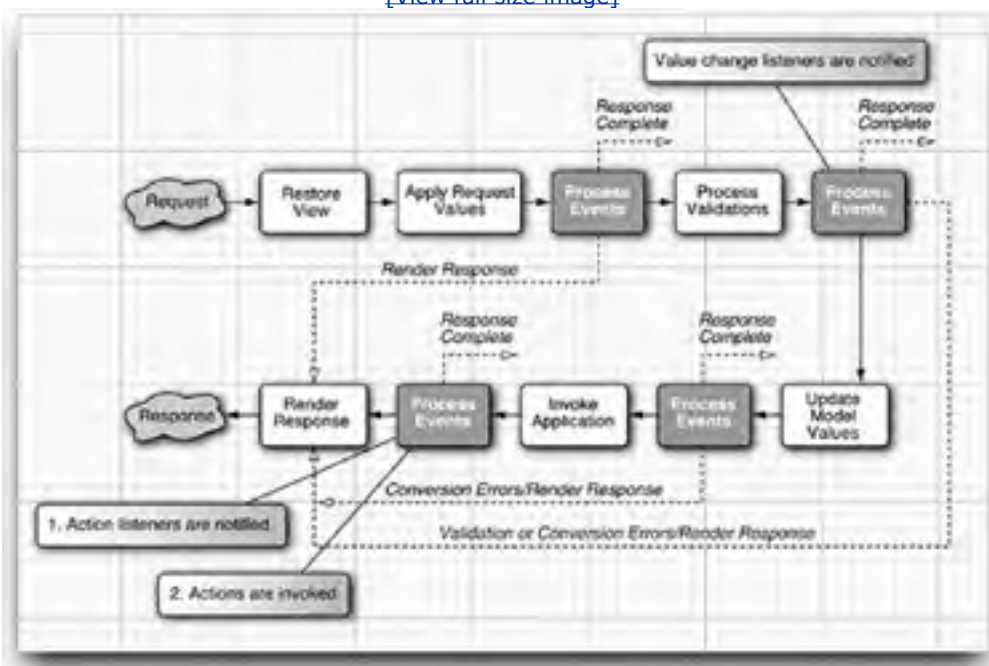 [View full size image]
Value change listeners are notified
Response
Complete
Response
Complete
Request
Restore
View
Apply Request
Values
Process
Events
Process
Validations
Process
Events
Render Response
Response
Complete
Response
Complete
Response
Render
Response
Process
Events
Invoke
Application
Process
Events
Update
Model
Values
Conversion Errors/Render Response
1. Action listeners are notified
Validation or Conversion Errors/Render Response
2. Actions are invoked